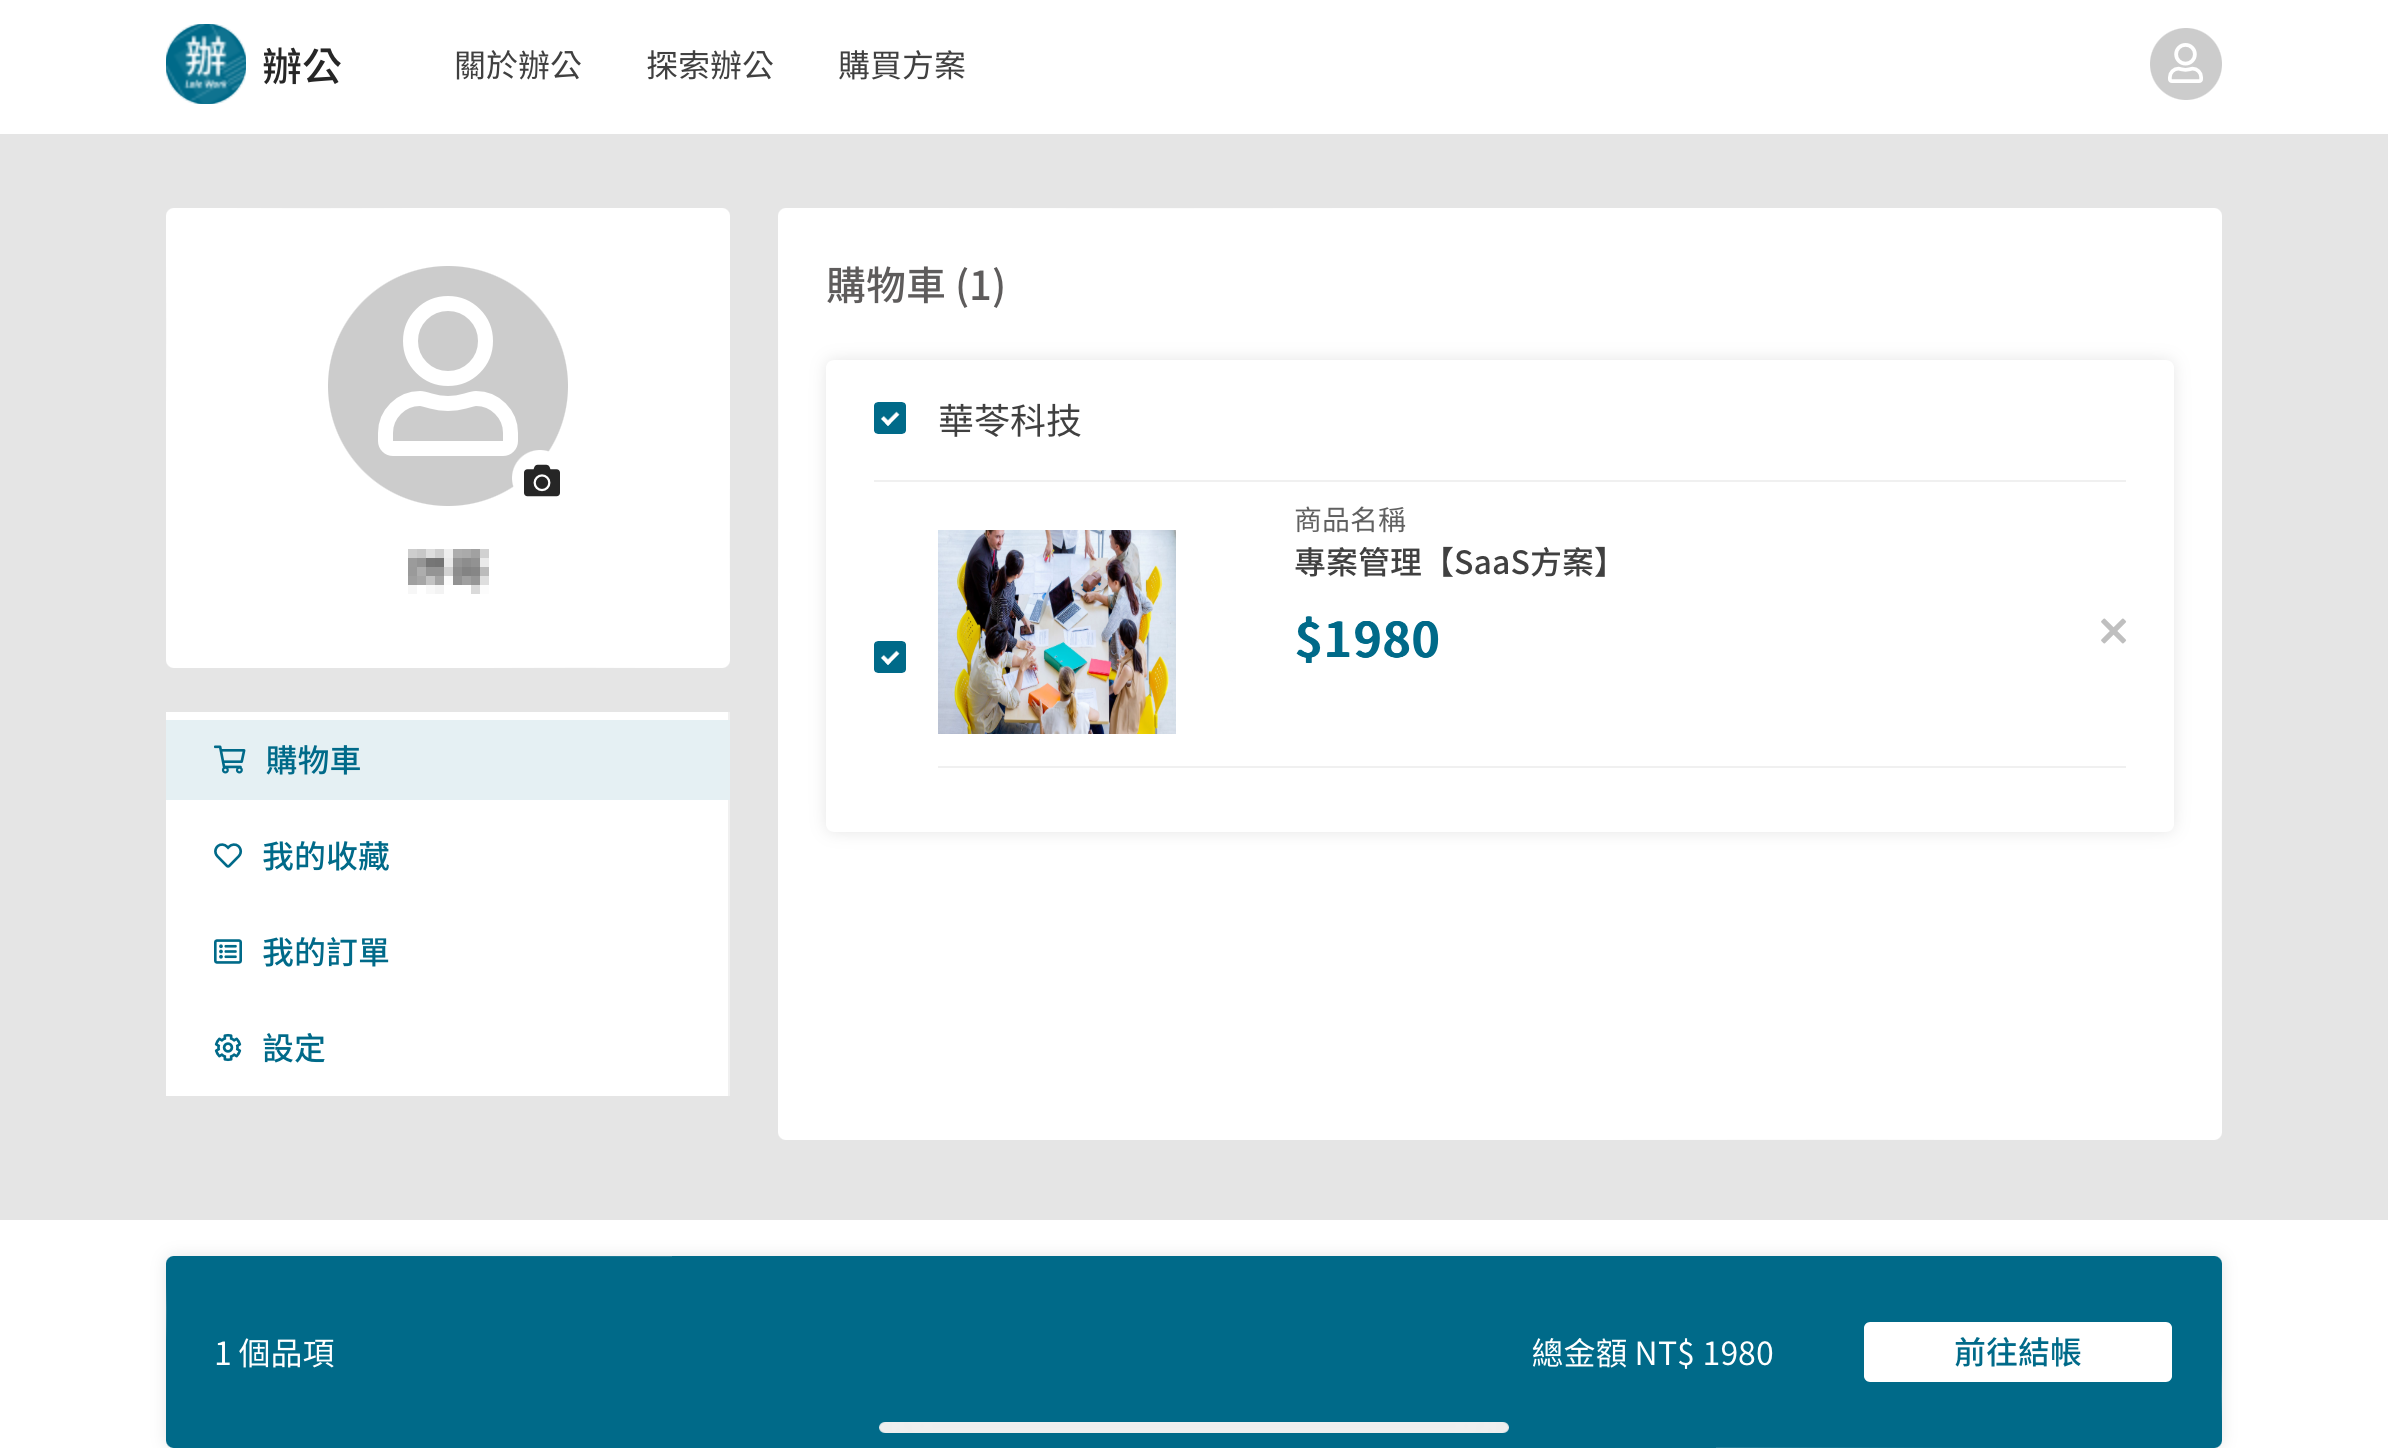 辦
Let's Work
辦公
關於辦公
探索辦公
購買方案
購物車
我的收藏
我的訂單
設定
購物車 (1)
華苓科技
商品名稱
專案管理【SaaS方案】
$1980
1 個品項
總金額 NT$ 1980
前往結帳